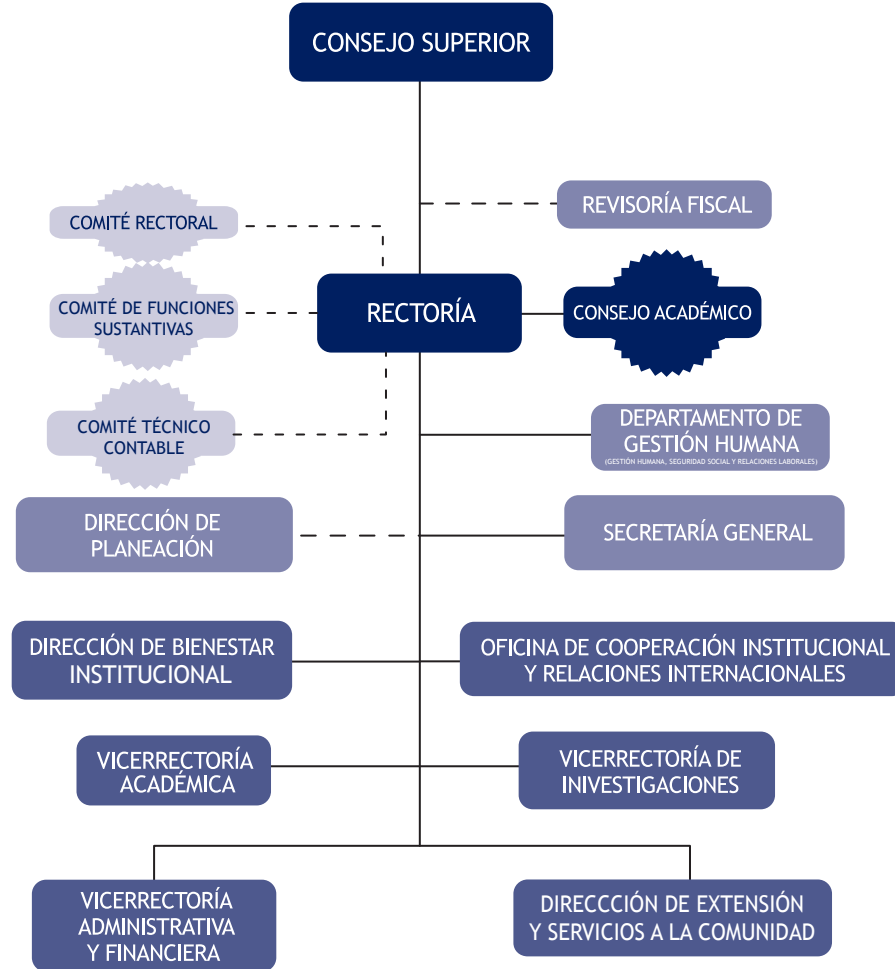 CONSEJO SUPERIOR
REVISORÍA FISCAL
COMITÉ RECTORAL
COMITÉ DE FUNCIONES
SUSTANTIVAS
RECTORÍA
CONSEJO ACADÉMICO
COMITÉ TÉCNICO
CONTABLE
DEPARTAMENTO DE
GESTIÓN HUMANA
(GESTIÓN HUMANA, SEGURIDAD SOCIAL Y RELACIONES LABORALES)
DIRECCIÓN DE
PLANEACIÓN
SECRETARÍA GENERAL
DIRECCIÓN DE BIENESTAR
INSTITUCIONAL
OFICINA DE COOPERACIÓN INSTITUCIONAL
Y RELACIONES INTERNACIONALES
VICERRECTORÍA
ACADÉMICA
VICERRECTORÍA DE
INIVESTIGACIONES
VICERRECTORÍA
ADMINISTRATIVA
Y FINANCIERA
DIRECCCIÓN DE EXTENSIÓN
Y SERVICIOS A LA COMUNIDAD